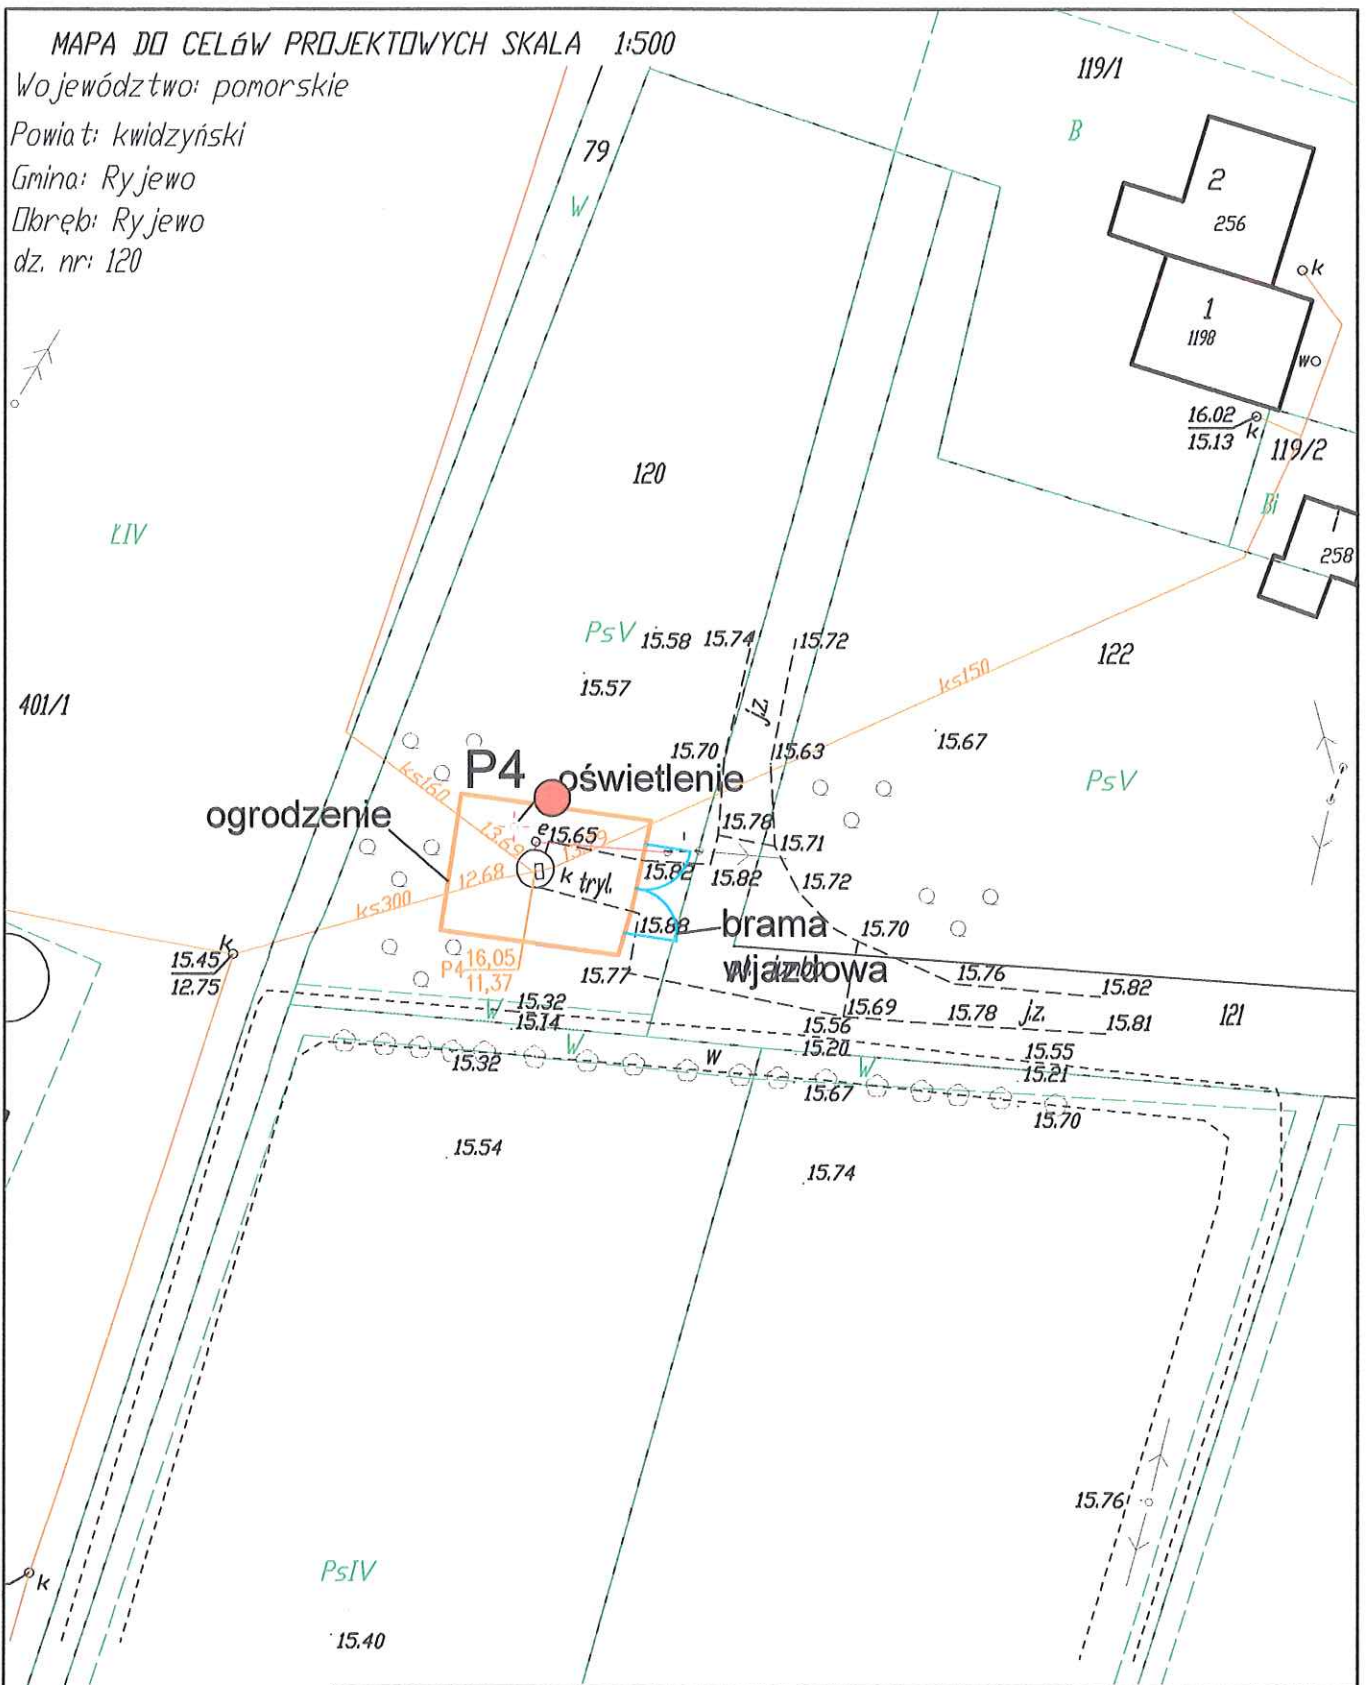 MAPA DO CELóW PROJEKTOWYCH SKALA 1:500
Województwo: pomorskie
Powiat: kwidzyński
Gmina: Ryjewo
Obręb: Ryjewo
dz. nr: 120
119/1
B
79
W
2
256
k
1
1198
wo
16.02
15.13
k
119/2
Bi
1
258
120
ŁIV
PsV
15.58
15.74
15.72
122
15.57
ks150
401/1
jz.
15.70
15.63
15.67
PsV
P4
oświetlenie
ks160
ogrodzenie
15.78
e
15.65
13.69
15.71
12.68
k
tryl.
15.82
15.82
15.72
ks300
15.88
brama
15.70
k
15.45
12.75
P4
16,05
11,37
15.77
wjazdowa
15.76
15.82
W
15.32
15.14
15.69
15.78
jz.
15.81
121
15.56
15.20
W
w
W
15.55
15.21
15.32
15.67
15.70
15.54
15.74
15.76
k
PsIV
15.40